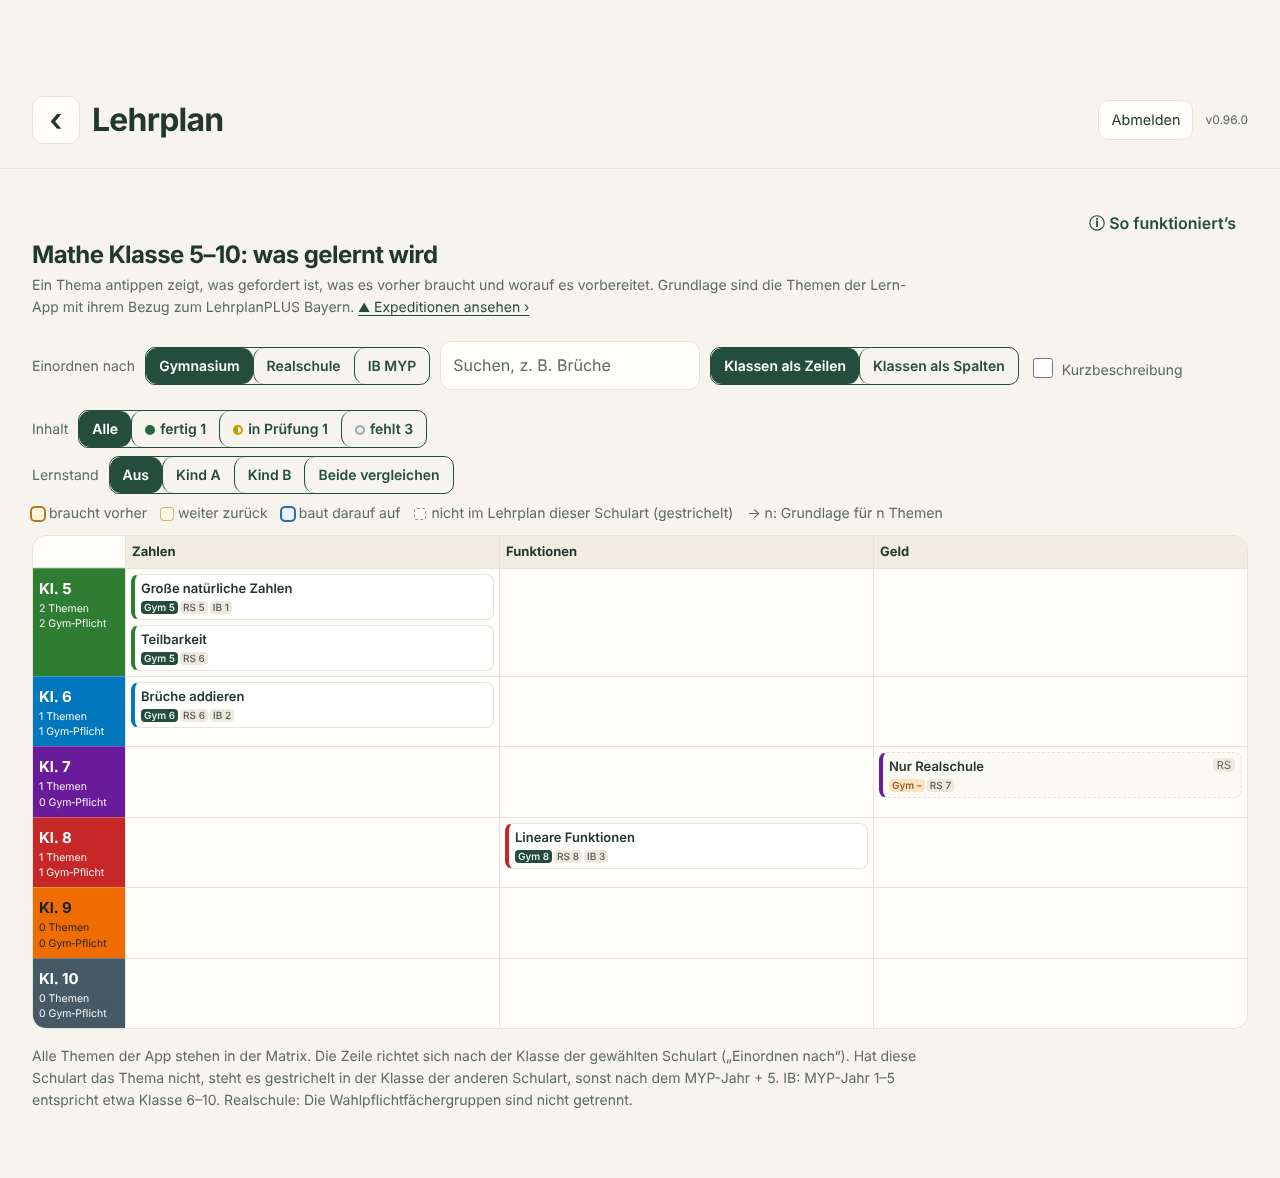 ‹ Lehrplan
Abmelden v0.96.0
ⓘ So funktioniert’s
Mathe Klasse 5–10: was gelernt wird
Ein Thema antippen zeigt, was gefordert ist, was es vorher braucht und worauf es vorbereitet. Grundlage sind die Themen der Lern-
App mit ihrem Bezug zum LehrplanPLUS Bayern. ▲ Expeditionen ansehen ›
Einordnen nach Gymnasium Realschule IB MYP Suchen, z. B. Brüche Klassen als Zeilen Klassen als Spalten Kurzbeschreibung
Inhalt Alle fertig 1 in Prüfung 1 fehlt 3
Lernstand Aus Kind A Kind B Beide vergleichen
braucht vorher weiter zurück baut darauf auf nicht im Lehrplan dieser Schulart (gestrichelt) → n: Grundlage für n Themen
Zahlen Funktionen Geld
Kl. 5
2 Themen
2 Gym-Pflicht
Große natürliche Zahlen
Gym 5 RS 5 IB 1
Teilbarkeit
Gym 5 RS 6
Kl. 6
1 Themen
1 Gym-Pflicht
Brüche addieren
Gym 6 RS 6 IB 2
Kl. 7
1 Themen
0 Gym-Pflicht
Nur Realschule RS
Gym – RS 7
Kl. 8
1 Themen
1 Gym-Pflicht
Lineare Funktionen
Gym 8 RS 8 IB 3
Kl. 9
0 Themen
0 Gym-Pflicht
Kl. 10
0 Themen
0 Gym-Pflicht
Alle Themen der App stehen in der Matrix. Die Zeile richtet sich nach der Klasse der gewählten Schulart („Einordnen nach“). Hat diese
Schulart das Thema nicht, steht es gestrichelt in der Klasse der anderen Schulart, sonst nach dem MYP-Jahr + 5. IB: MYP-Jahr 1–5
entspricht etwa Klasse 6–10. Realschule: Die Wahlpflichtfächergruppen sind nicht getrennt.